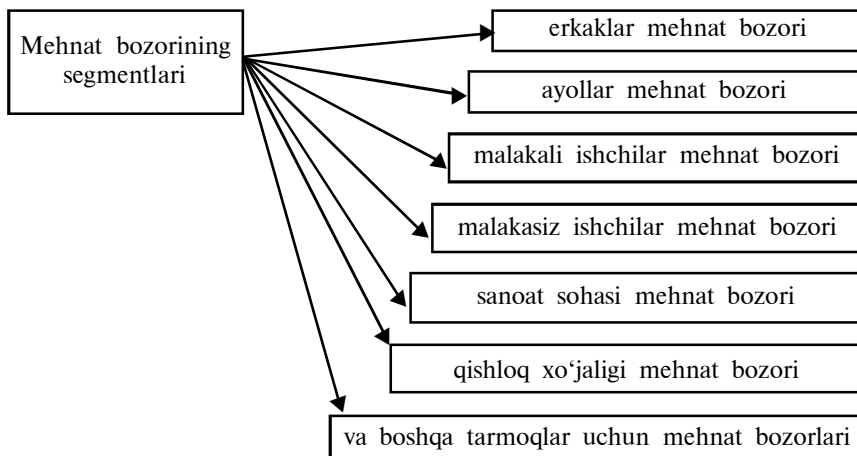 Mehnat bozorining
segmentlari
erkaklar mehnat bozori
ayollar mehnat bozori
malakali ishchilar mehnat bozori
malakasiz ishchilar mehnat bozori
sanoat sohasi mehnat bozori
qishloq xo‘jaligi mehnat bozori
va boshqa tarmoqlar uchun mehnat bozorlari